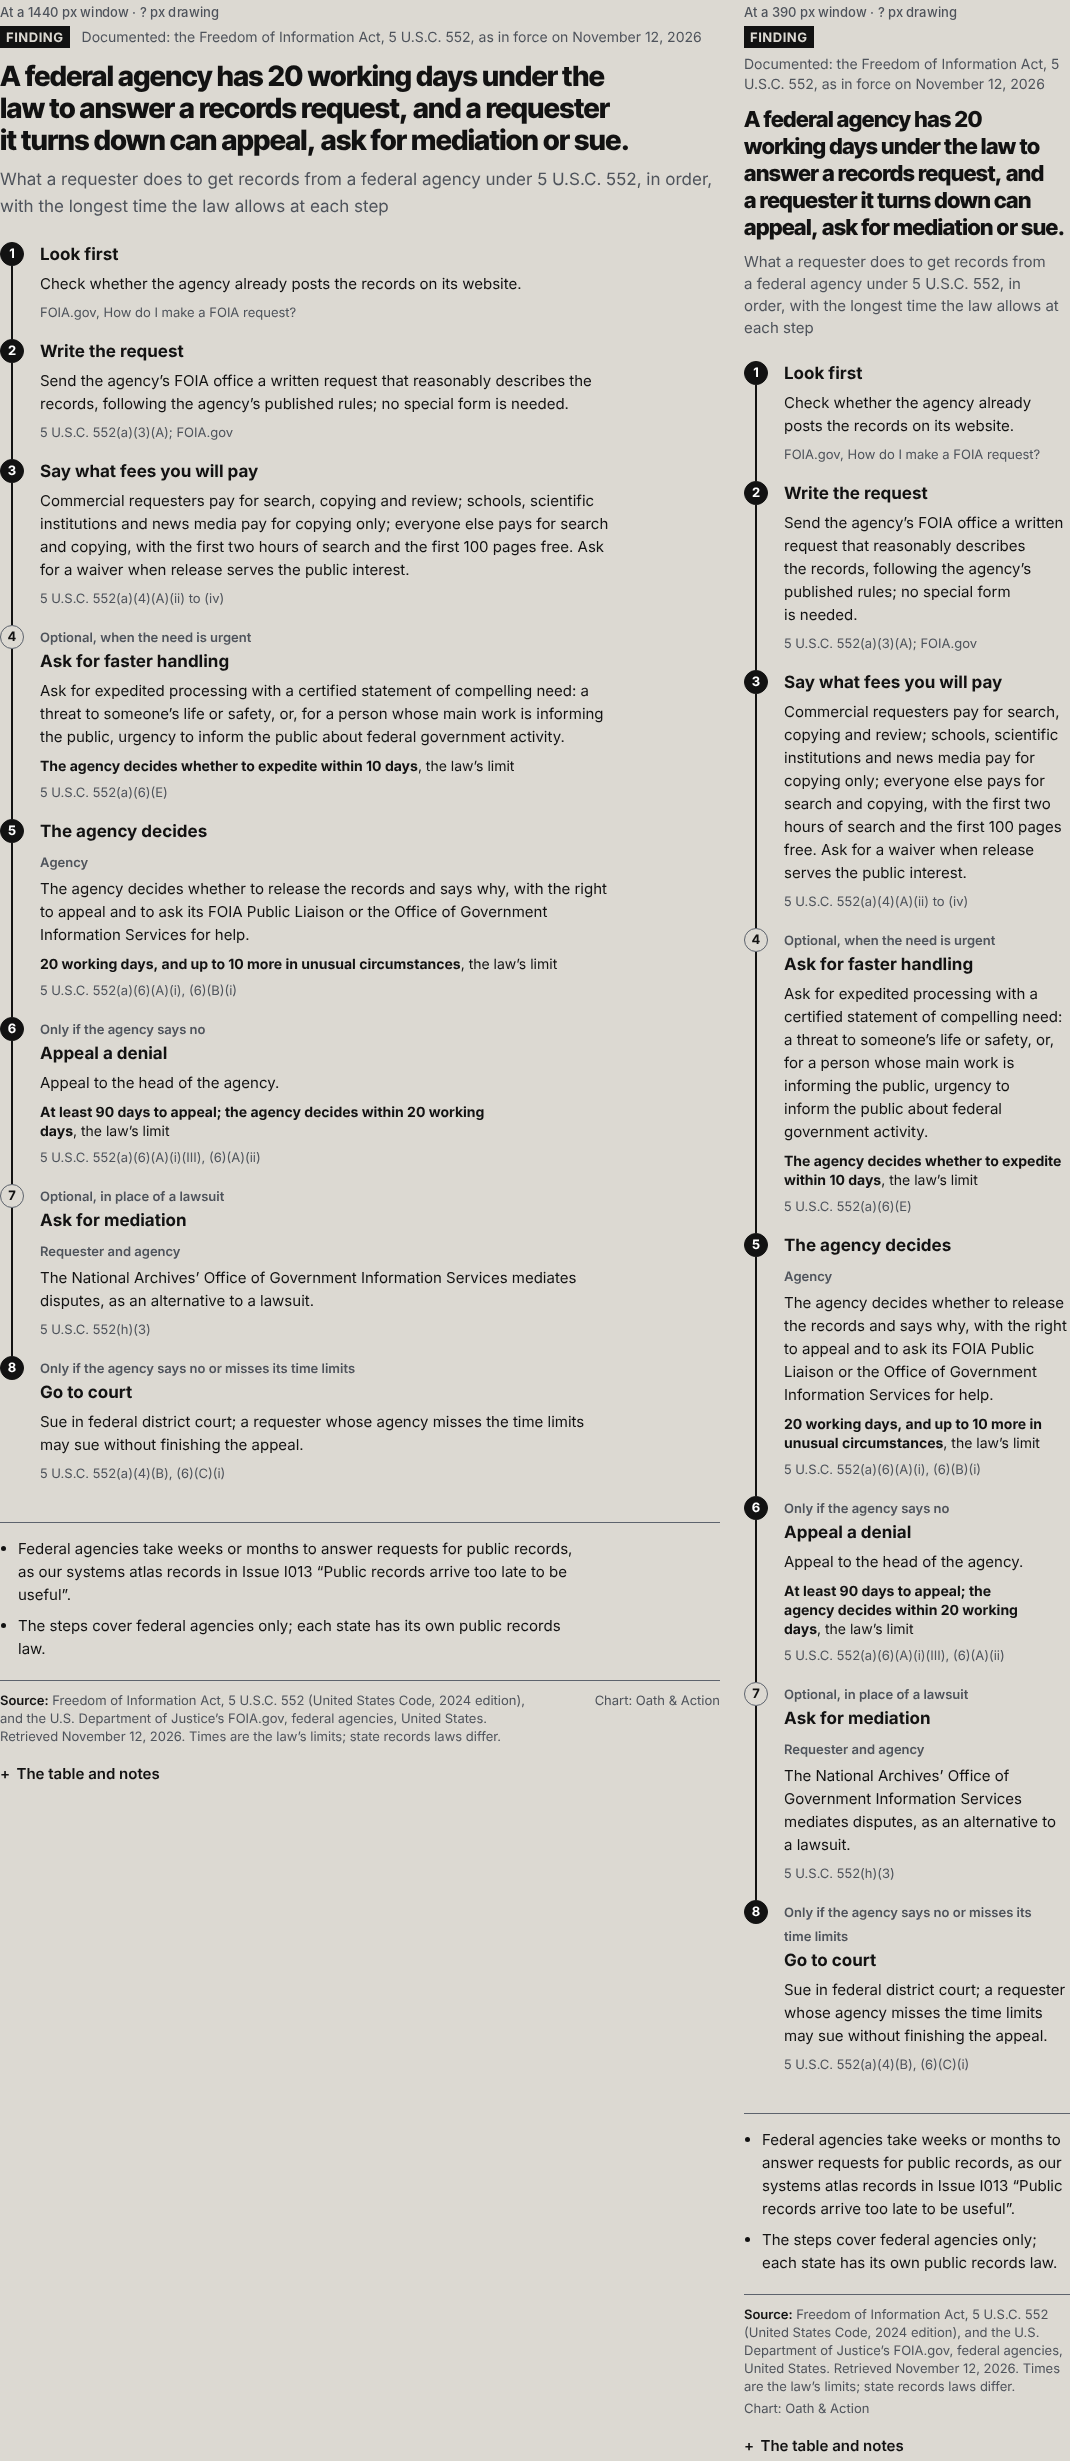 At a 1440 px window · ? px drawing
FINDING
Documented: the Freedom of Information Act, 5 U.S.C. 552, as in force on November 12, 2026
A federal agency has 20 working days under the
law to answer a records request, and a requester
it turns down can appeal, ask for mediation or sue.
What a requester does to get records from a federal agency under 5 U.S.C. 552, in order,
with the longest time the law allows at each step
1
Look first
Check whether the agency already posts the records on its website.
FOIA.gov, How do I make a FOIA request?
2
Write the request
Send the agency’s FOIA office a written request that reasonably describes the
records, following the agency’s published rules; no special form is needed.
5 U.S.C. 552(a)(3)(A); FOIA.gov
3
Say what fees you will pay
Commercial requesters pay for search, copying and review; schools, scientific
institutions and news media pay for copying only; everyone else pays for search
and copying, with the first two hours of search and the first 100 pages free. Ask
for a waiver when release serves the public interest.
5 U.S.C. 552(a)(4)(A)(ii) to (iv)
4
Optional, when the need is urgent
Ask for faster handling
Ask for expedited processing with a certified statement of compelling need: a
threat to someone’s life or safety, or, for a person whose main work is informing
the public, urgency to inform the public about federal government activity.
The agency decides whether to expedite within 10 days, the law’s limit
5 U.S.C. 552(a)(6)(E)
5
The agency decides
Agency
The agency decides whether to release the records and says why, with the right
to appeal and to ask its FOIA Public Liaison or the Office of Government
Information Services for help.
20 working days, and up to 10 more in unusual circumstances, the law’s limit
5 U.S.C. 552(a)(6)(A)(i), (6)(B)(i)
6
Only if the agency says no
Appeal a denial
Appeal to the head of the agency.
At least 90 days to appeal; the agency decides within 20 working
days, the law’s limit
5 U.S.C. 552(a)(6)(A)(i)(III), (6)(A)(ii)
7
Optional, in place of a lawsuit
Ask for mediation
Requester and agency
The National Archives’ Office of Government Information Services mediates
disputes, as an alternative to a lawsuit.
5 U.S.C. 552(h)(3)
8
Only if the agency says no or misses its time limits
Go to court
Sue in federal district court; a requester whose agency misses the time limits
may sue without finishing the appeal.
5 U.S.C. 552(a)(4)(B), (6)(C)(i)
• Federal agencies take weeks or months to answer requests for public records,
as our systems atlas records in Issue I013 “Public records arrive too late to be
useful”.
• The steps cover federal agencies only; each state has its own public records
law.
Source: Freedom of Information Act, 5 U.S.C. 552 (United States Code, 2024 edition),
and the U.S. Department of Justice’s FOIA.gov, federal agencies, United States.
Retrieved November 12, 2026. Times are the law’s limits; state records laws differ.
Chart: Oath & Action
+ The table and notes
At a 390 px window · ? px drawing
FINDING
Documented: the Freedom of Information Act, 5
U.S.C. 552, as in force on November 12, 2026
A federal agency has 20
working days under the law to
answer a records request, and
a requester it turns down can
appeal, ask for mediation or sue.
What a requester does to get records from
a federal agency under 5 U.S.C. 552, in
order, with the longest time the law allows at
each step
1
Look first
Check whether the agency already
posts the records on its website.
FOIA.gov, How do I make a FOIA request?
2
Write the request
Send the agency’s FOIA office a written
request that reasonably describes
the records, following the agency’s
published rules; no special form
is needed.
5 U.S.C. 552(a)(3)(A); FOIA.gov
3
Say what fees you will pay
Commercial requesters pay for search,
copying and review; schools, scientific
institutions and news media pay for
copying only; everyone else pays for
search and copying, with the first two
hours of search and the first 100 pages
free. Ask for a waiver when release
serves the public interest.
5 U.S.C. 552(a)(4)(A)(ii) to (iv)
4
Optional, when the need is urgent
Ask for faster handling
Ask for expedited processing with a
certified statement of compelling need:
a threat to someone’s life or safety, or,
for a person whose main work is
informing the public, urgency to
inform the public about federal
government activity.
The agency decides whether to expedite
within 10 days, the law’s limit
5 U.S.C. 552(a)(6)(E)
5
The agency decides
Agency
The agency decides whether to release
the records and says why, with the right
to appeal and to ask its FOIA Public
Liaison or the Office of Government
Information Services for help.
20 working days, and up to 10 more in
unusual circumstances, the law’s limit
5 U.S.C. 552(a)(6)(A)(i), (6)(B)(i)
6
Only if the agency says no
Appeal a denial
Appeal to the head of the agency.
At least 90 days to appeal; the
agency decides within 20 working
days, the law’s limit
5 U.S.C. 552(a)(6)(A)(i)(III), (6)(A)(ii)
7
Optional, in place of a lawsuit
Ask for mediation
Requester and agency
The National Archives’ Office of
Government Information Services
mediates disputes, as an alternative to
a lawsuit.
5 U.S.C. 552(h)(3)
8
Only if the agency says no or misses its
time limits
Go to court
Sue in federal district court; a requester
whose agency misses the time limits
may sue without finishing the appeal.
5 U.S.C. 552(a)(4)(B), (6)(C)(i)
• Federal agencies take weeks or months to
answer requests for public records, as our
systems atlas records in Issue I013 “Public
records arrive too late to be useful”.
• The steps cover federal agencies only;
each state has its own public records law.
Source: Freedom of Information Act, 5 U.S.C. 552
(United States Code, 2024 edition), and the U.S.
Department of Justice’s FOIA.gov, federal agencies,
United States. Retrieved November 12, 2026. Times
are the law’s limits; state records laws differ.
Chart: Oath & Action
+ The table and notes